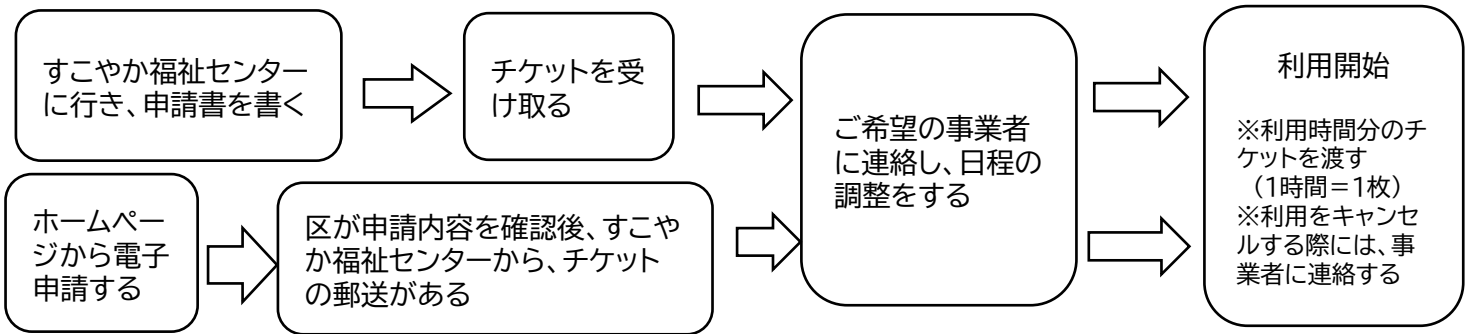 すこやか福祉センター
に行き、申請書を書く
チケットを受
け取る
ホームペー
ジから電子
申請する
区が申請内容を確認後、すこや
か福祉センターから、チケット
の郵送がある
ご希望の事業者
に連絡し、日程の
調整をする
利用開始
※利用時間分のチ
ケットを渡す
（1時間＝1枚）
※利用をキャンセ
ルする際には、事
業者に連絡する